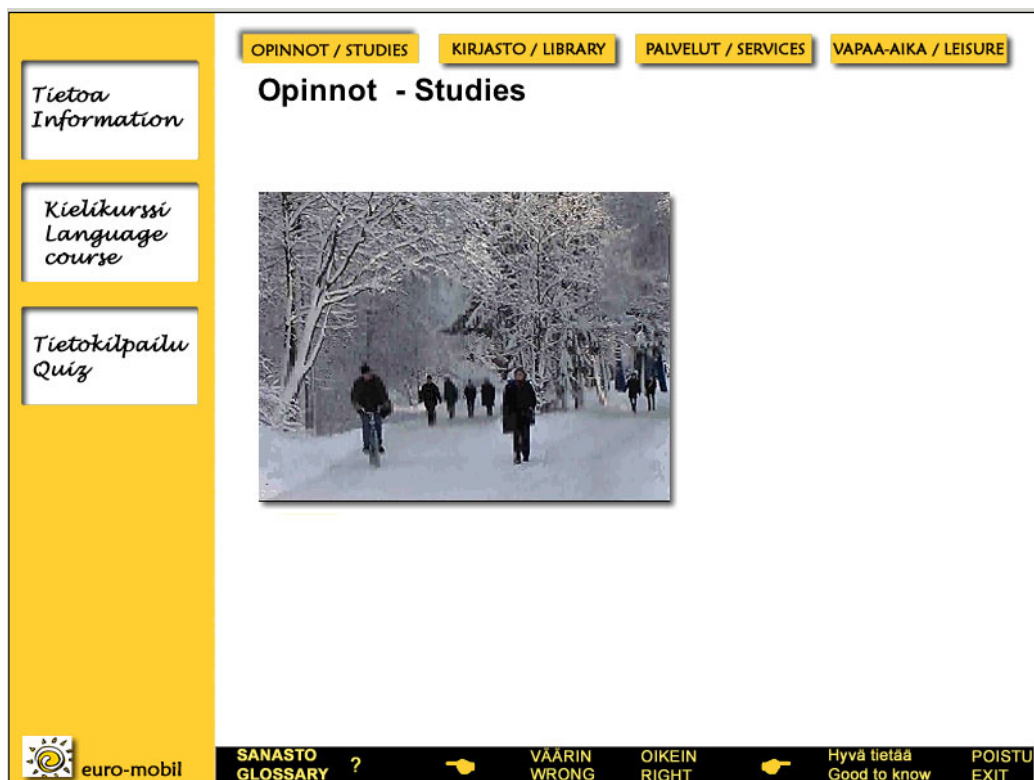 OPINNOT / STUDIES
KIRJASTO / LIBRARY
PALVELUT / SERVICES
VAPAA-AIKA / LEISURE
Opinnot - Studies
Tietoa
Information
Kielikurssi
Language
course
Tietokilpailu
Quiz
euro-mobil
SANASTO
GLOSSARY
?
VÄÄRIN
WRONG
OIKEIN
RIGHT
Hyvä tietää
Good to know
POISTU
EXIT